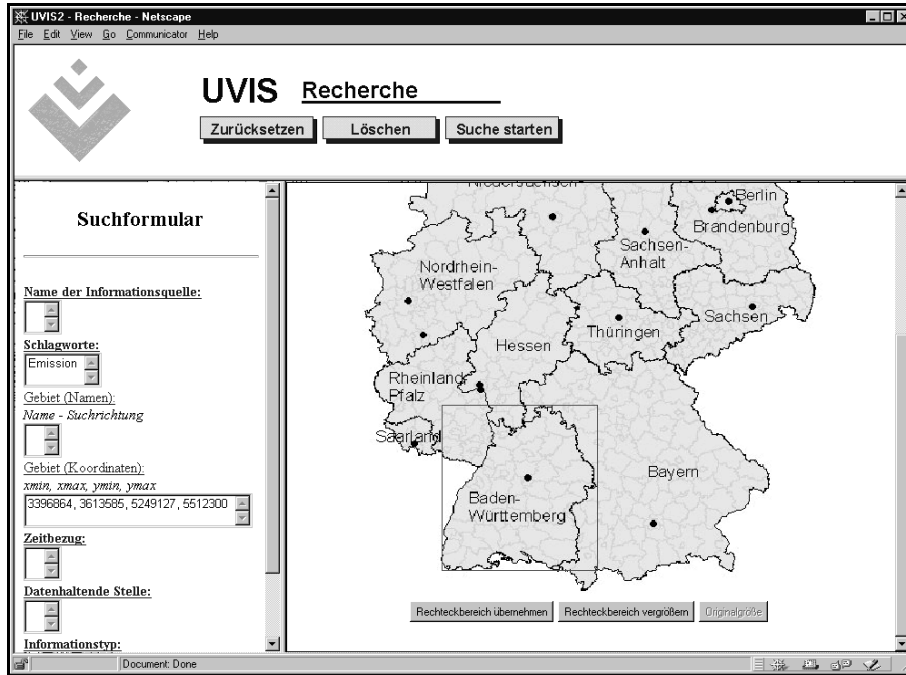 UVIS2 - Recherche - Netscape
File Edit View Go Communicator Help
UVIS Recherche
Zurücksetzen Löschen Suche starten
Suchformular
Name der Informationsquelle:
Schlagworte:
Emission
Gebiet (Namen):
Name - Suchrichtung
Gebiet (Koordinaten):
xmin, xmax, ymin, ymax
3396864, 3613585, 5249127, 5512300
Zeitbezug:
Datenhaltende Stelle:
Informationstyp:
Niedersachsen
Berlin
Brandenburg
Sachsen-
Anhalt
Nordrhein-
Westfalen
Sachsen
Thüringen
Hessen
Rheinland
Pfalz
Saarland
Bayern
Baden-
Württemberg
Rechteckbereich übernehmen Rechteckbereich vergrößern Originalgröße
Document: Done